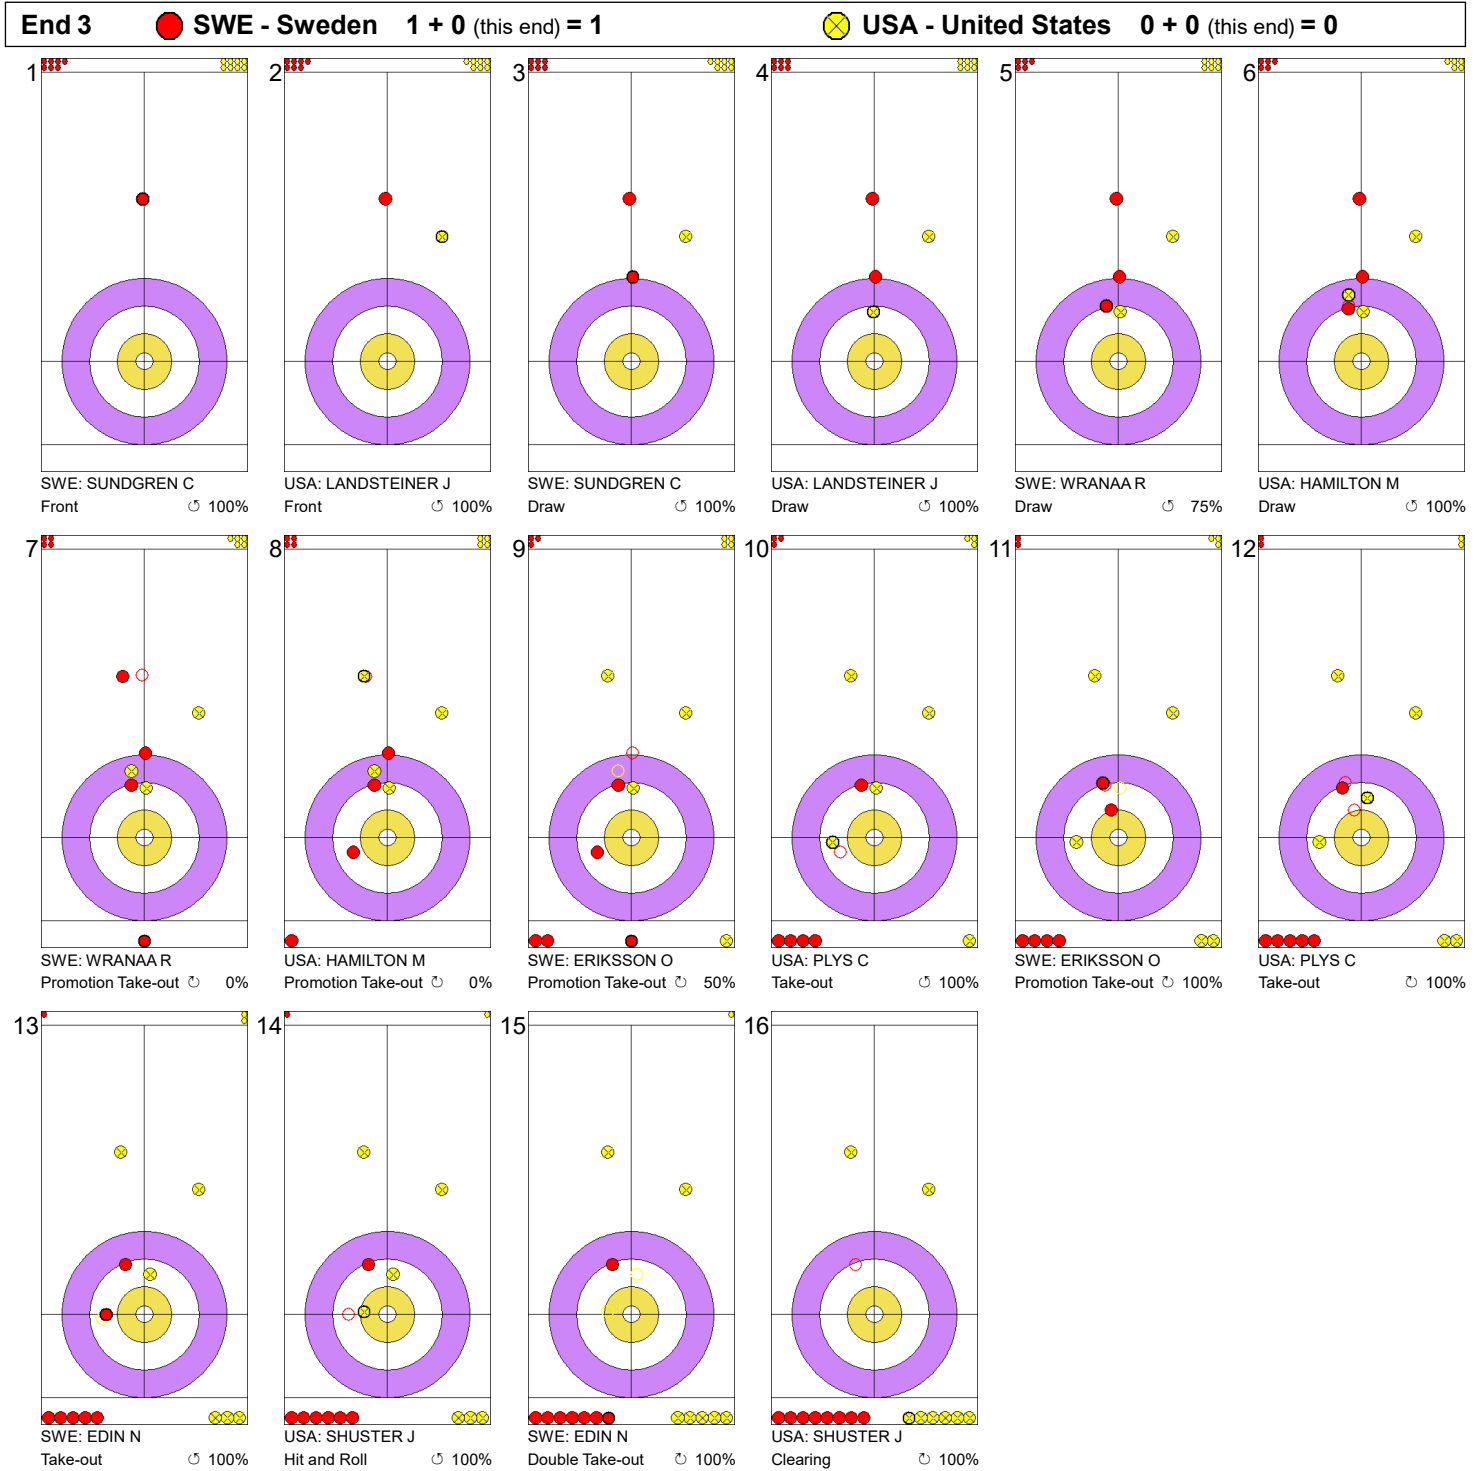 End 3 SWE - Sweden 1 + 0 (this end) = 1 USA - United States 0 + 0 (this end) = 0
1 2 3 4 5 6
SWE: SUNDGREN C USA: LANDSTEINER J SWE: SUNDGREN C USA: LANDSTEINER J SWE: WRANAA R USA: HAMILTON M
Front ↺ 100% Front ↺ 100% Draw ↺ 100% Draw ↺ 100% Draw ↺ 75% Draw ↺ 100%
7 8 9 10 11 12
SWE: WRANAA R USA: HAMILTON M SWE: ERIKSSON O USA: PLYS C SWE: ERIKSSON O USA: PLYS C
Promotion Take-out ↻ 0% Promotion Take-out ↻ 0% Promotion Take-out ↻ 50% Take-out ↺ 100% Promotion Take-out ↻ 100% Take-out ↻ 100%
13 14 15 16
SWE: EDIN N USA: SHUSTER J SWE: EDIN N USA: SHUSTER J
Take-out ↺ 100% Hit and Roll ↺ 100% Double Take-out ↻ 100% Clearing ↻ 100%